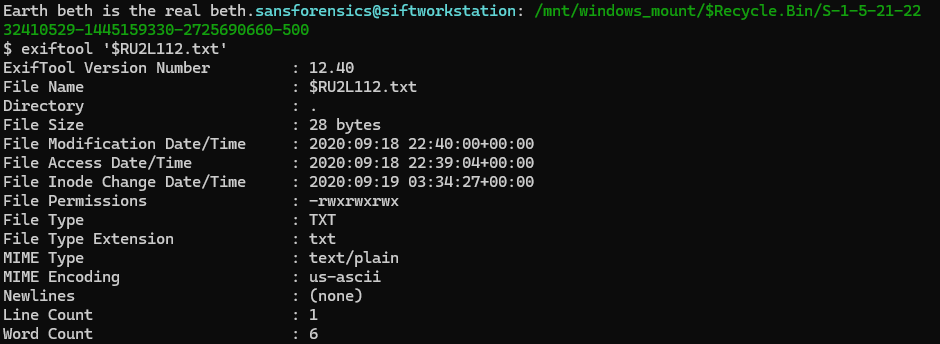 Earth beth is the real beth.sansforensics@siftworkstation: /mnt/windows_mount/$Recycle.Bin/S-1-5-21-22
32410529-1445159330-2725690660-500
$ exiftool '$RU2L112.txt'
ExifTool Version Number         : 12.40
File Name                       : $RU2L112.txt
Directory                       : .
File Size                       : 28 bytes
File Modification Date/Time     : 2020:09:18 22:40:00+00:00
File Access Date/Time           : 2020:09:18 22:39:04+00:00
File Inode Change Date/Time     : 2020:09:19 03:34:27+00:00
File Permissions                : -rwxrwxrwx
File Type                       : TXT
File Type Extension             : txt
MIME Type                       : text/plain
MIME Encoding                   : us-ascii
Newlines                        : (none)
Line Count                      : 1
Word Count                      : 6